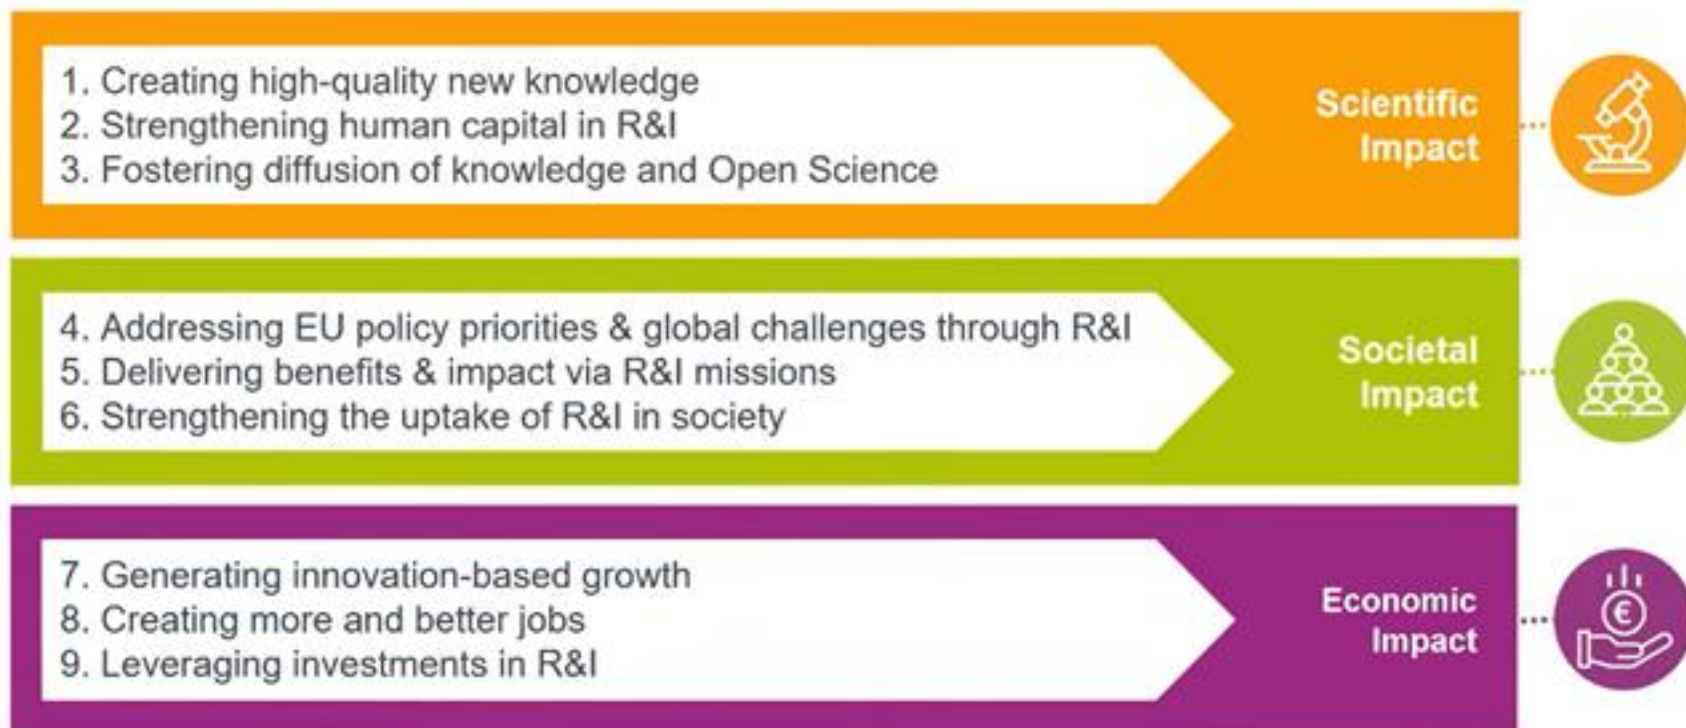 1. Creating high-quality new knowledge
2. Strengthening human capital in R&I
3. Fostering diffusion of knowledge and Open Science
Scientific
Impact
4. Addressing EU policy priorities & global challenges through R&I
5. Delivering benefits & impact via R&I missions
6. Strengthening the uptake of R&I in society
Societal
Impact
7. Generating innovation-based growth
8. Creating more and better jobs
9. Leveraging investments in R&I
Economic
Impact
€